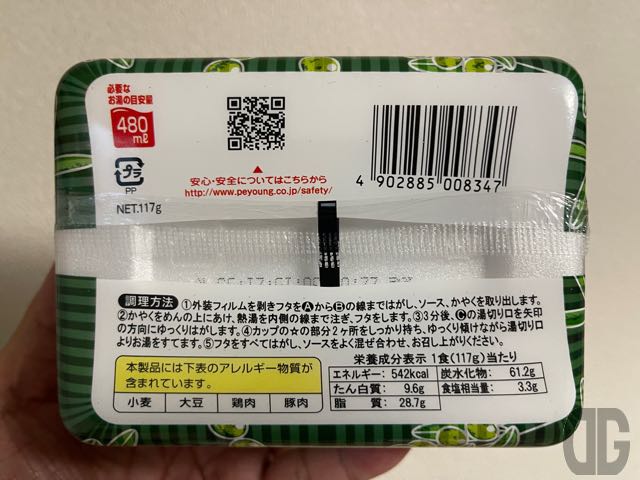 必要な
お湯の目安量
480
mℓ
プラ
PP
NET.117g
安心・安全についてはこちらから
http://www.peyoung.co.jp/safety/
4 902885 008347
調理方法 ①外装フィルムを剥きフタをⒶからⒷの線まではがし、ソース、かやくを取り出します。
②かやくをめんの上にあけ、熱湯を内側の線まで注ぎ、フタをします。③3分後、Ⓒの湯切り口を矢印
の方向にゆっくりはがします。④カップの☆の部分2ヶ所をしっかり持ち、ゆっくり傾けながら湯切り口
よりお湯をすてます。⑤フタをすべてはがし、ソースをよく混ぜ合わせ、お召し上がりください。
本製品には下表のアレルギー物質が
含まれています。
小麦 大豆 鶏肉 豚肉
栄養成分表示 1食(117g)当たり
エネルギー: 542kcal 炭水化物: 61.2g
たん白質: 9.6g 食塩相当量: 3.3g
脂 質: 28.7g
DG